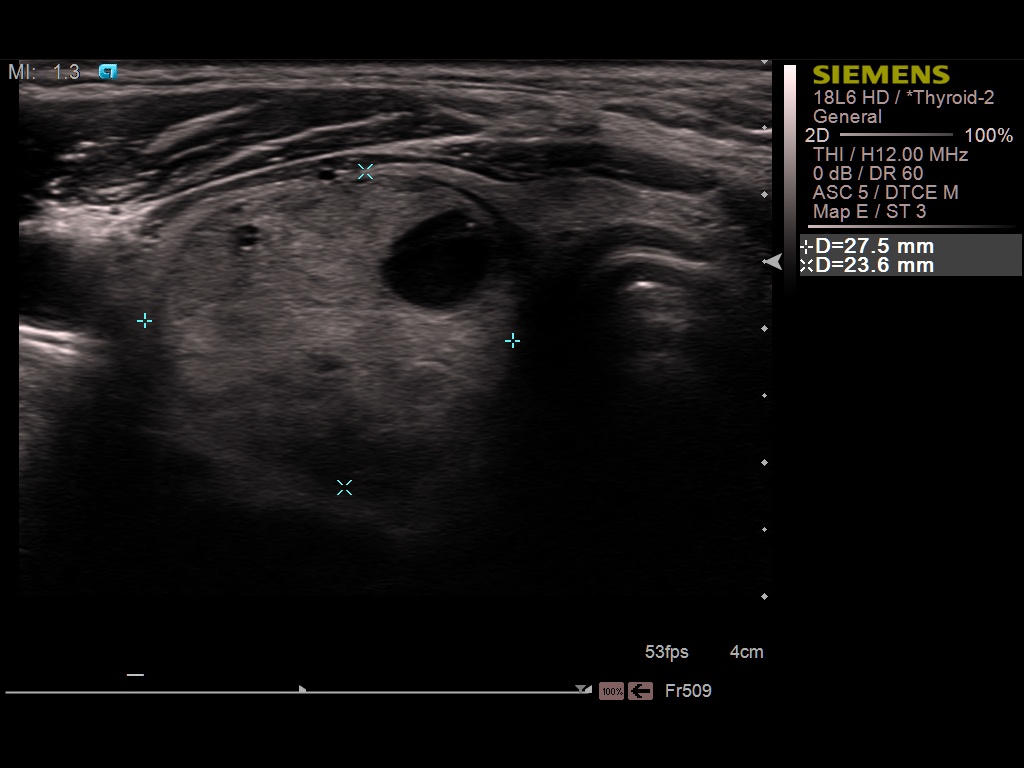 MI: 1.3
SIEMENS
18L6 HD / *Thyroid-2
General
2D 100%
THI / H12.00 MHz
0 dB / DR 60
ASC 5 / DTCE M
Map E / ST 3
D=27.5 mm
D=23.6 mm
53fps 4cm
100% Fr509